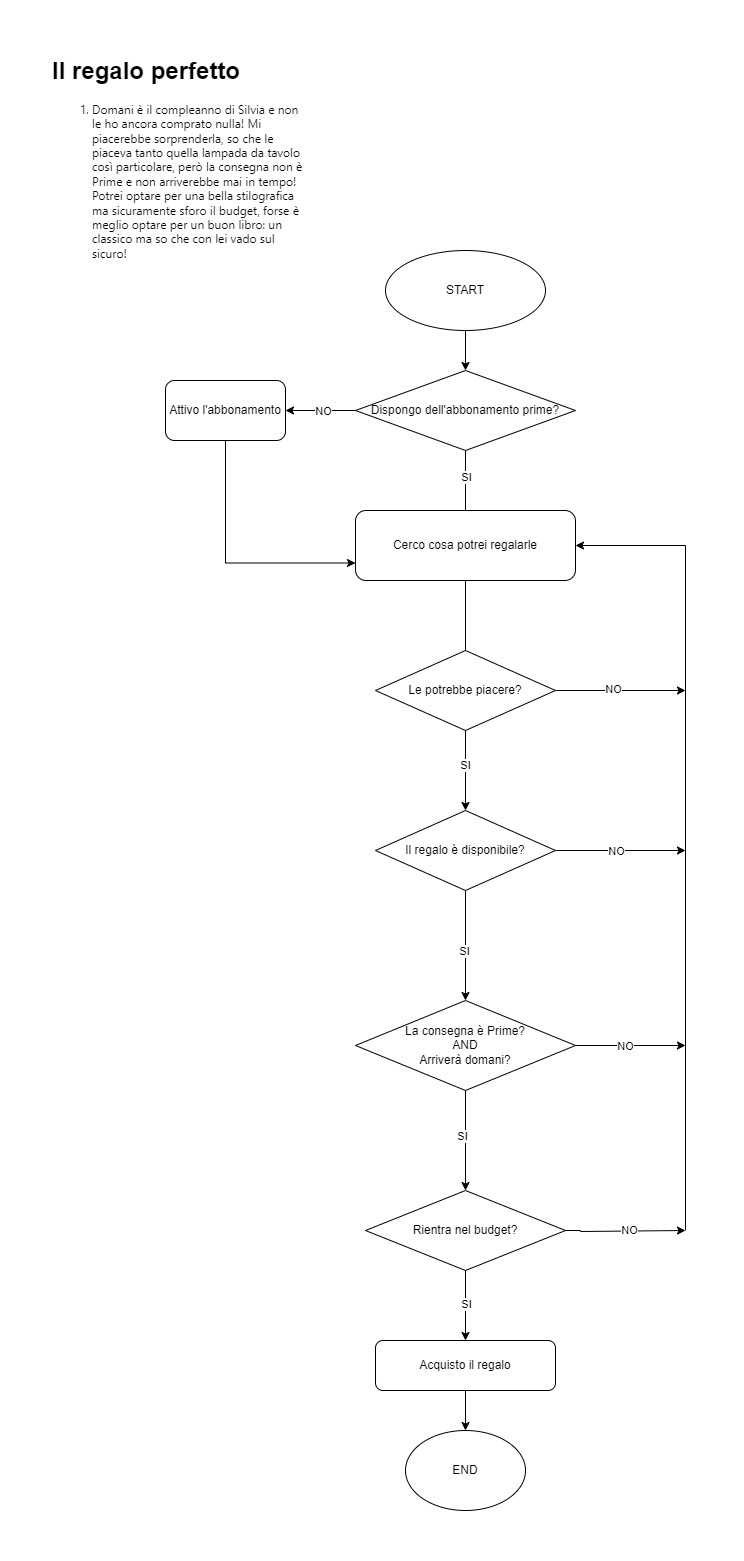 Il regalo perfetto
1. Domani è il compleanno di Silvia e non
le ho ancora comprato nulla! Mi
piacerebbe sorprenderla, so che le
piaceva tanto quella lampada da tavolo
così particolare, però la consegna non è
Prime e non arriverebbe mai in tempo!
Potrei optare per una bella stilografica
ma sicuramente sforo il budget, forse è
meglio optare per un buon libro: un
classico ma so che con lei vado sul
sicuro!
START
Attivo l'abbonamento
NO
Dispongo dell'abbonamento prime?
SI
Cerco cosa potrei regalarle
Le potrebbe piacere?
NO
SI
Il regalo è disponibile?
NO
SI
La consegna è Prime?
AND
Arriverà domani?
NO
SI
Rientra nel budget?
NO
SI
Acquisto il regalo
END